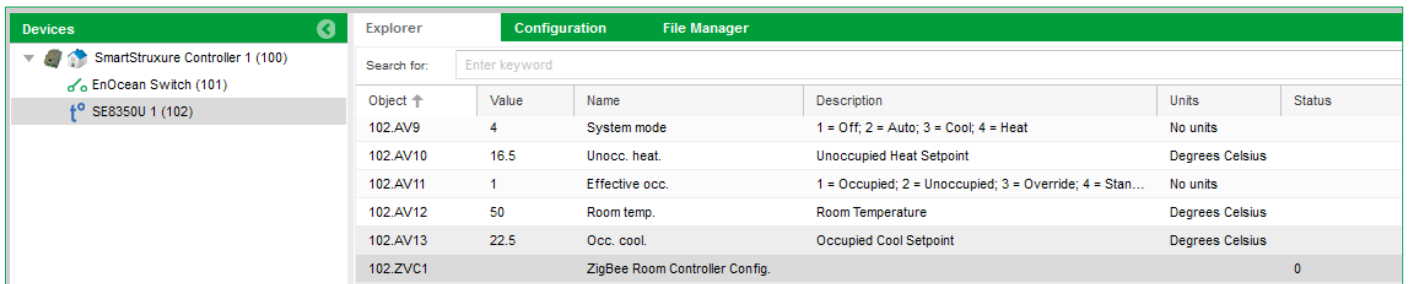 Devices
SmartStruxure Controller 1 (100)
EnOcean Switch (101)
t° SE8350U 1 (102)
Explorer Configuration File Manager
Search for: Enter keyword
Object Value Name Description Units Status
102.AV9 4 System mode 1 = Off; 2 = Auto; 3 = Cool; 4 = Heat No units
102.AV10 16.5 Unocc. heat. Unoccupied Heat Setpoint Degrees Celsius
102.AV11 1 Effective occ. 1 = Occupied; 2 = Unoccupied; 3 = Override; 4 = Stan... No units
102.AV12 50 Room temp. Room Temperature Degrees Celsius
102.AV13 22.5 Occ. cool. Occupied Cool Setpoint Degrees Celsius
102.ZVC1 ZigBee Room Controller Config. 0